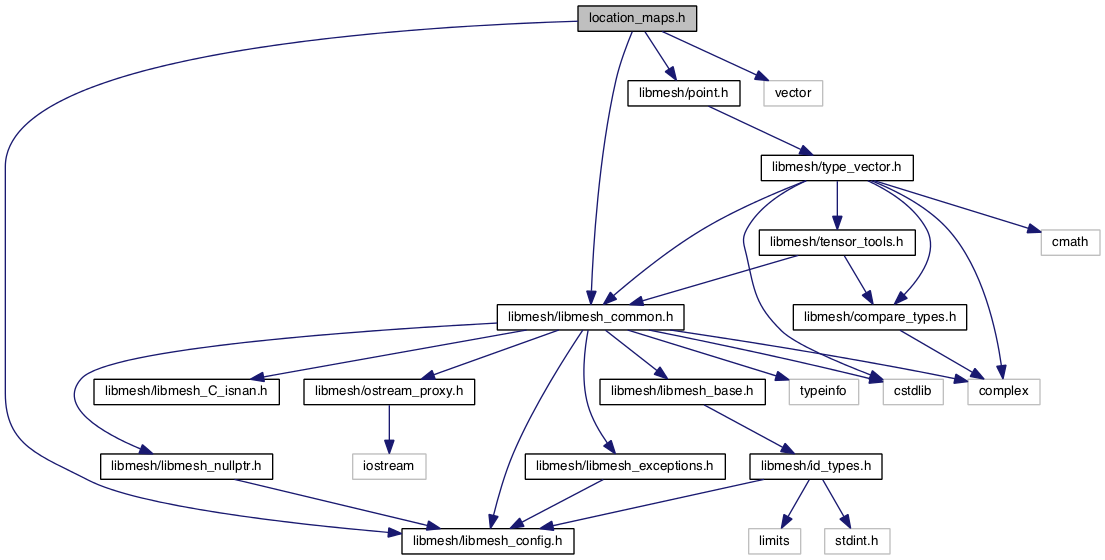 location_maps.h
libmesh/point.h
vector
libmesh/type_vector.h
libmesh/tensor_tools.h
cmath
libmesh/libmesh_common.h
libmesh/compare_types.h
libmesh/libmesh_C_isnan.h
libmesh/ostream_proxy.h
libmesh/libmesh_base.h
typeinfo
cstdlib
complex
libmesh/libmesh_nullptr.h
iostream
libmesh/libmesh_exceptions.h
libmesh/id_types.h
libmesh/libmesh_config.h
limits
stdint.h